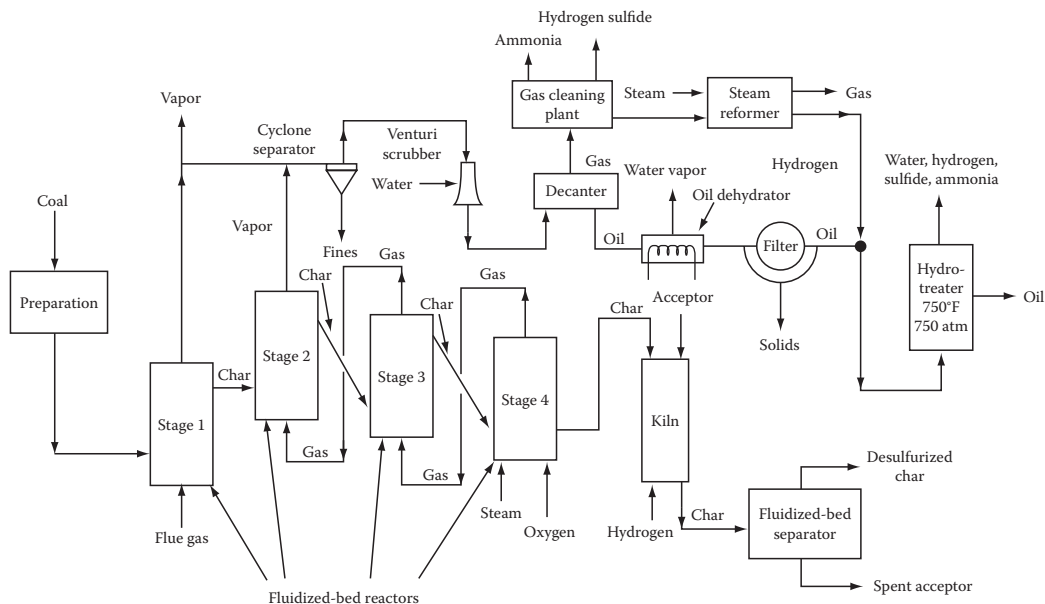 Hydrogen sulfide
Ammonia
Vapor
Gas cleaning
plant
Steam
Steam
reformer
Gas
Cyclone
separator
Venturi
scrubber
Gas
Hydrogen
Water, hydrogen,
sulfide, ammonia
Water
Water vapor
Decanter
Oil dehydrator
Coal
Vapor
Fines
Oil
Filter
Oil
Preparation
Char
Gas
Gas
Char
Acceptor
Solids
Hydro-
treater
750°F
750 atm
Oil
Stage 2
Stage 3
Char
Char
Stage 4
Stage 1
Kiln
Gas
Gas
Desulfurized
char
Steam
Oxygen
Hydrogen
Char
Fluidized-bed
separator
Flue gas
Spent acceptor
Fluidized-bed reactors